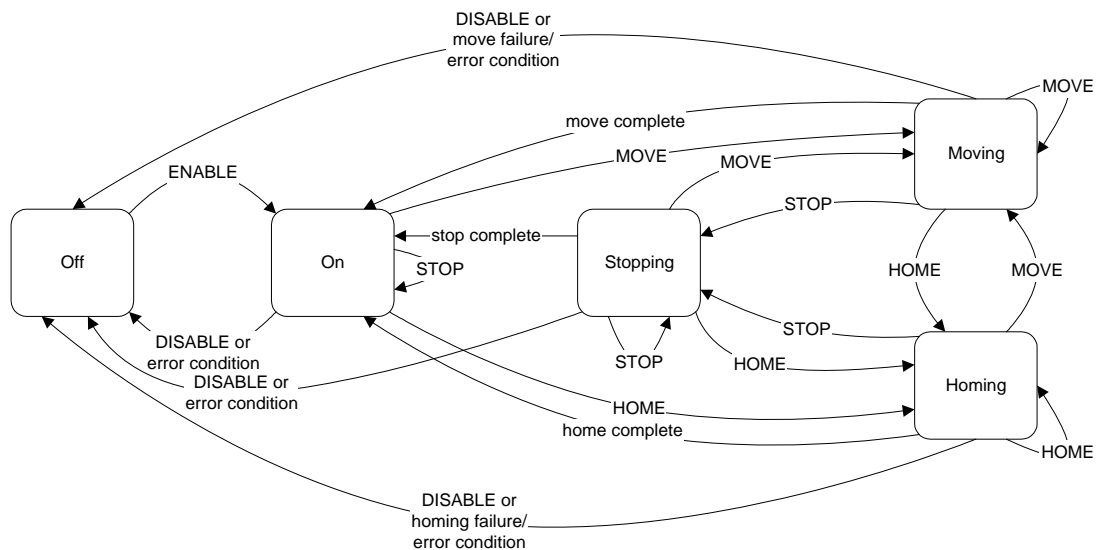 DISABLE or
move failure/
error condition
MOVE
move complete
MOVE
Moving
MOVE
ENABLE
STOP
Off
On
stop complete
Stopping
STOP
HOME
MOVE
STOP
DISABLE or
error condition
STOP
HOME
DISABLE or
error condition
Homing
HOME
home complete
HOME
DISABLE or
homing failure/
error condition